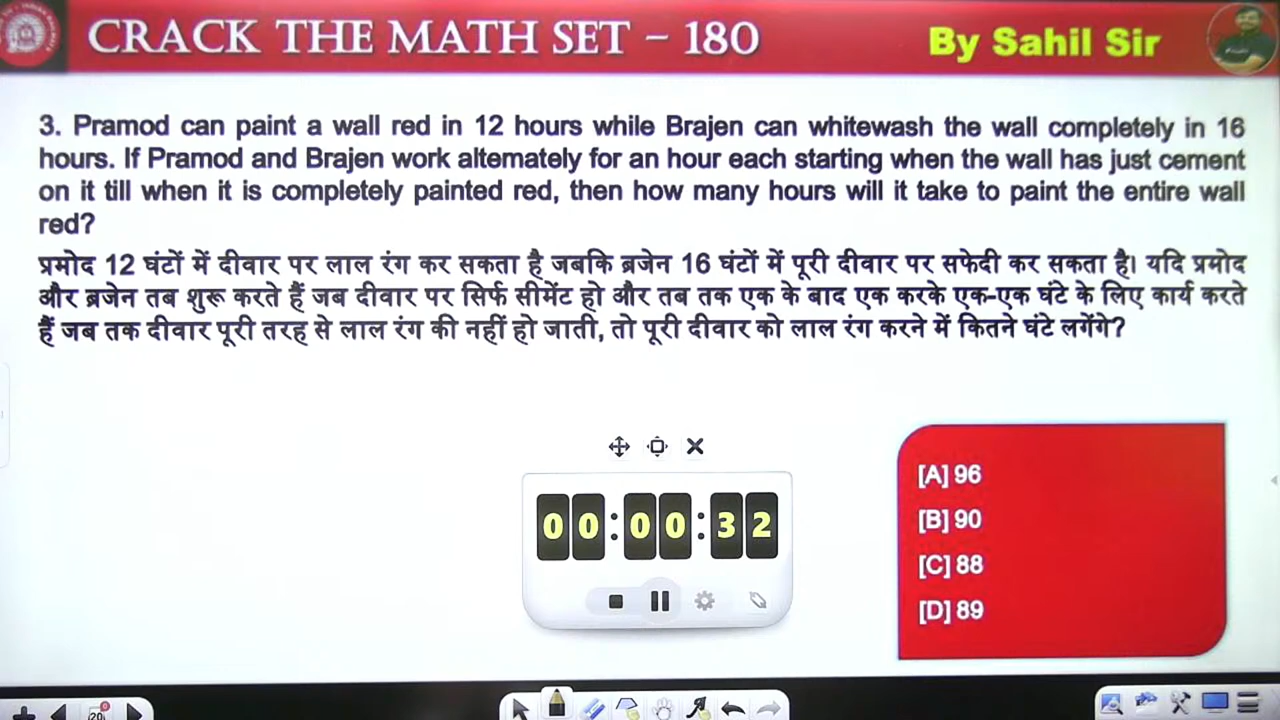 CRACK THE MATH SET – 180
By Sahil Sir
3. Pramod can paint a wall red in 12 hours while Brajen can whitewash the wall completely in 16
hours. If Pramod and Brajen work alternately for an hour each starting when the wall has just cement
on it till when it is completely painted red, then how many hours will it take to paint the entire wall
red?
प्रमोद 12 घंटों में दीवार पर लाल रंग कर सकता है जबकि ब्रजेन 16 घंटों में पूरी दीवार पर सफेदी कर सकता है। यदि प्रमोद
और ब्रजेन तब शुरू करते हैं जब दीवार पर सिर्फ सीमेंट हो और तब तक एक के बाद एक करके एक-एक घंटे के लिए कार्य करते
हैं जब तक दीवार पूरी तरह से लाल रंग की नहीं हो जाती, तो पूरी दीवार को लाल रंग करने में कितने घंटे लगेंगे?
[A] 96
[B] 90
[C] 88
[D] 89
00:00:32
20